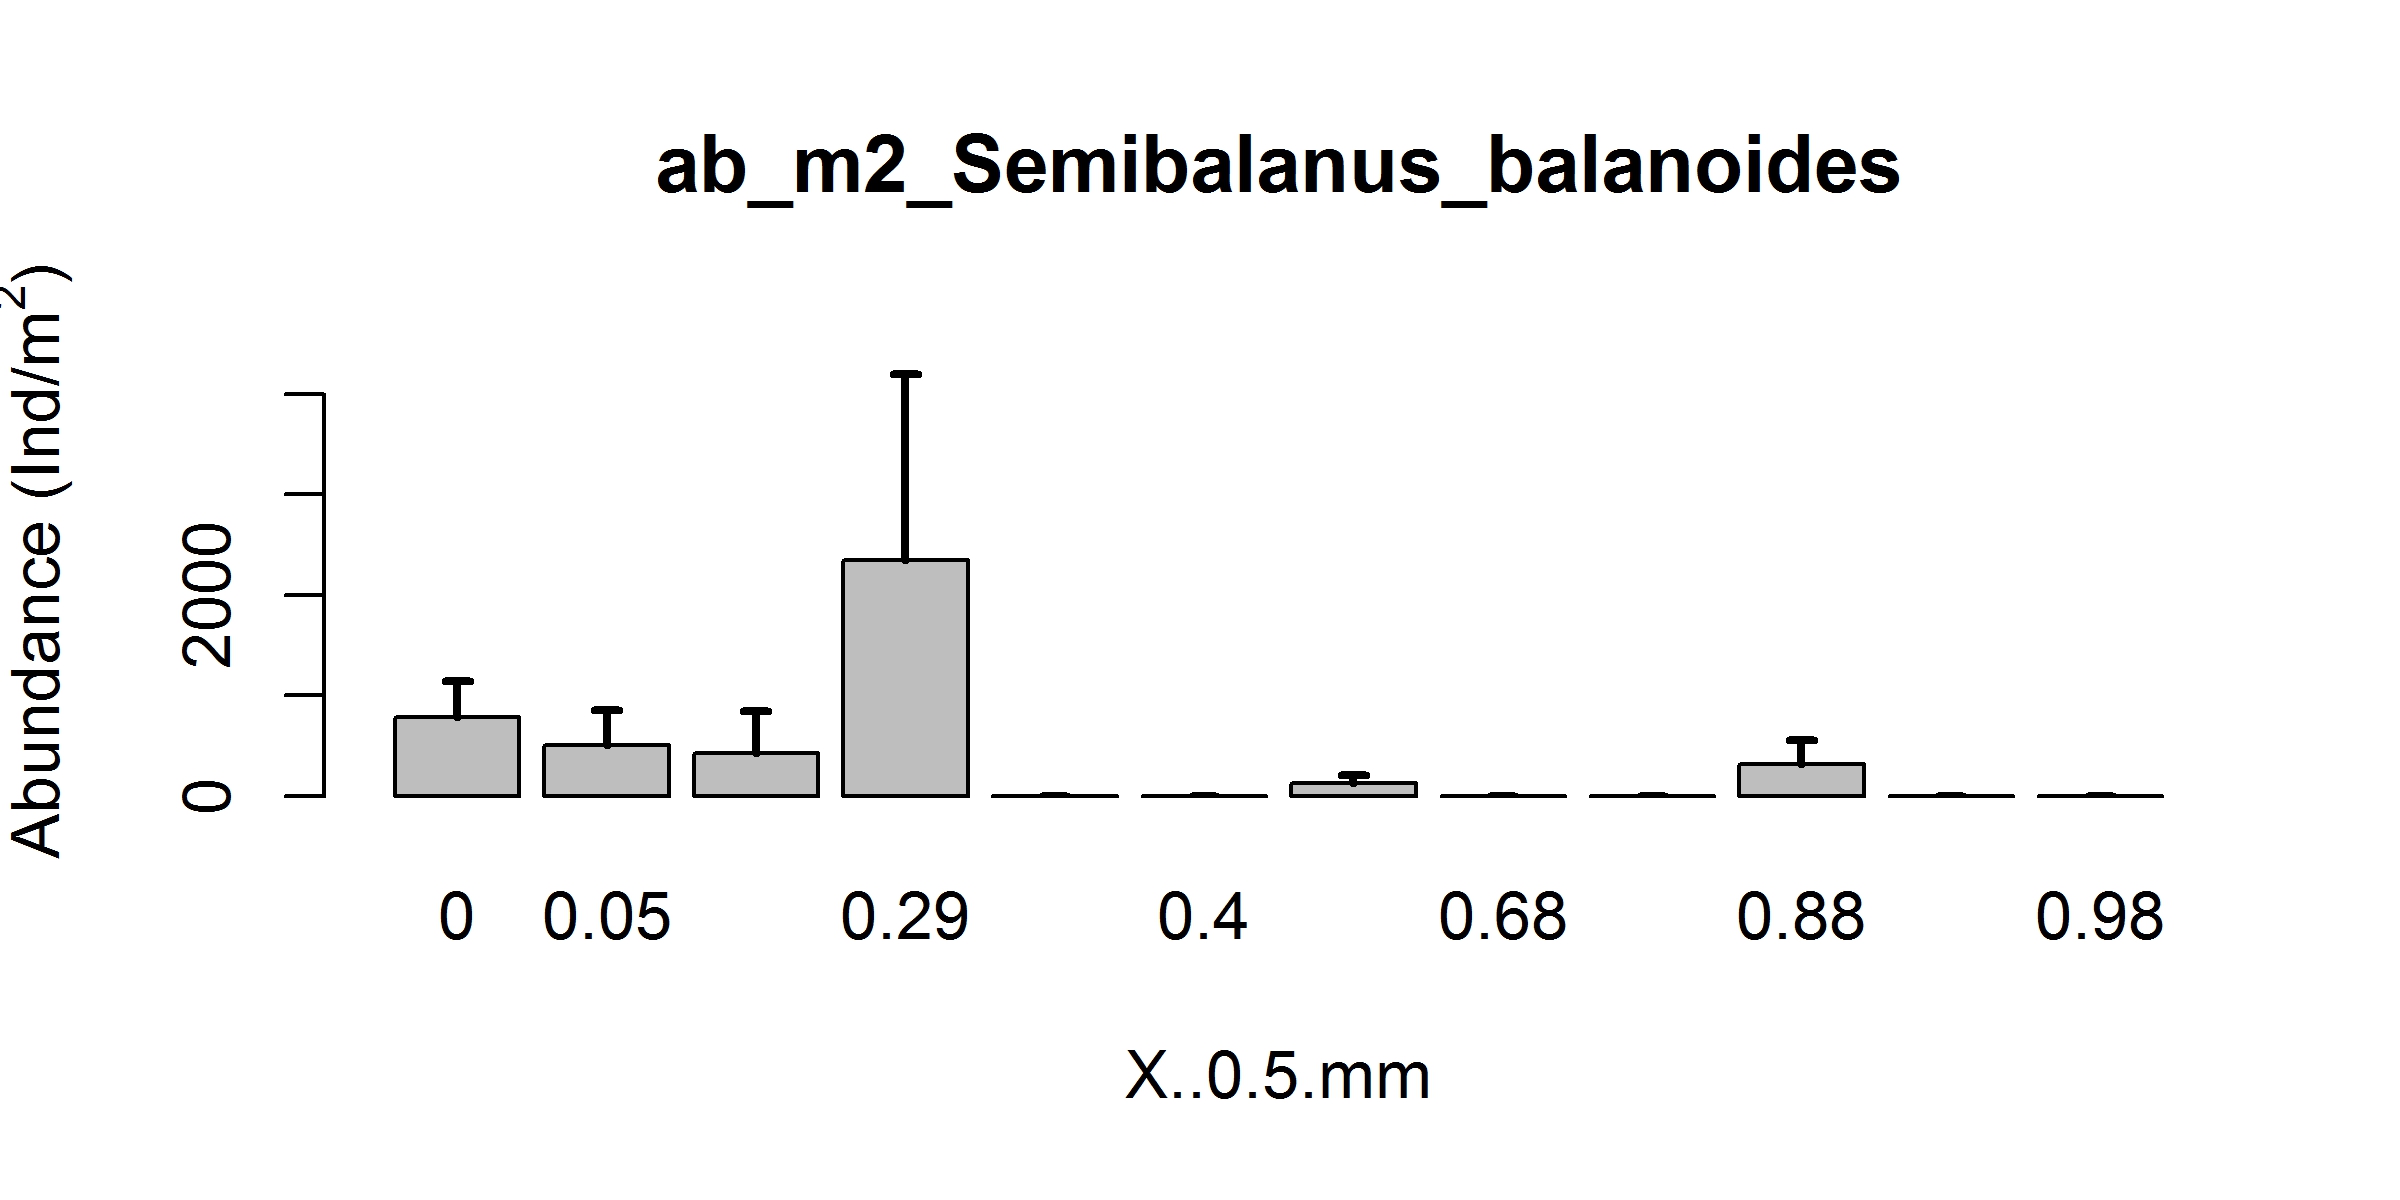 ab_m2_Semibalanus_balanoides
Abundance (Ind/m²)
2000
0
0 0.05 0.29 0.4 0.68 0.88 0.98
X..0.5.mm